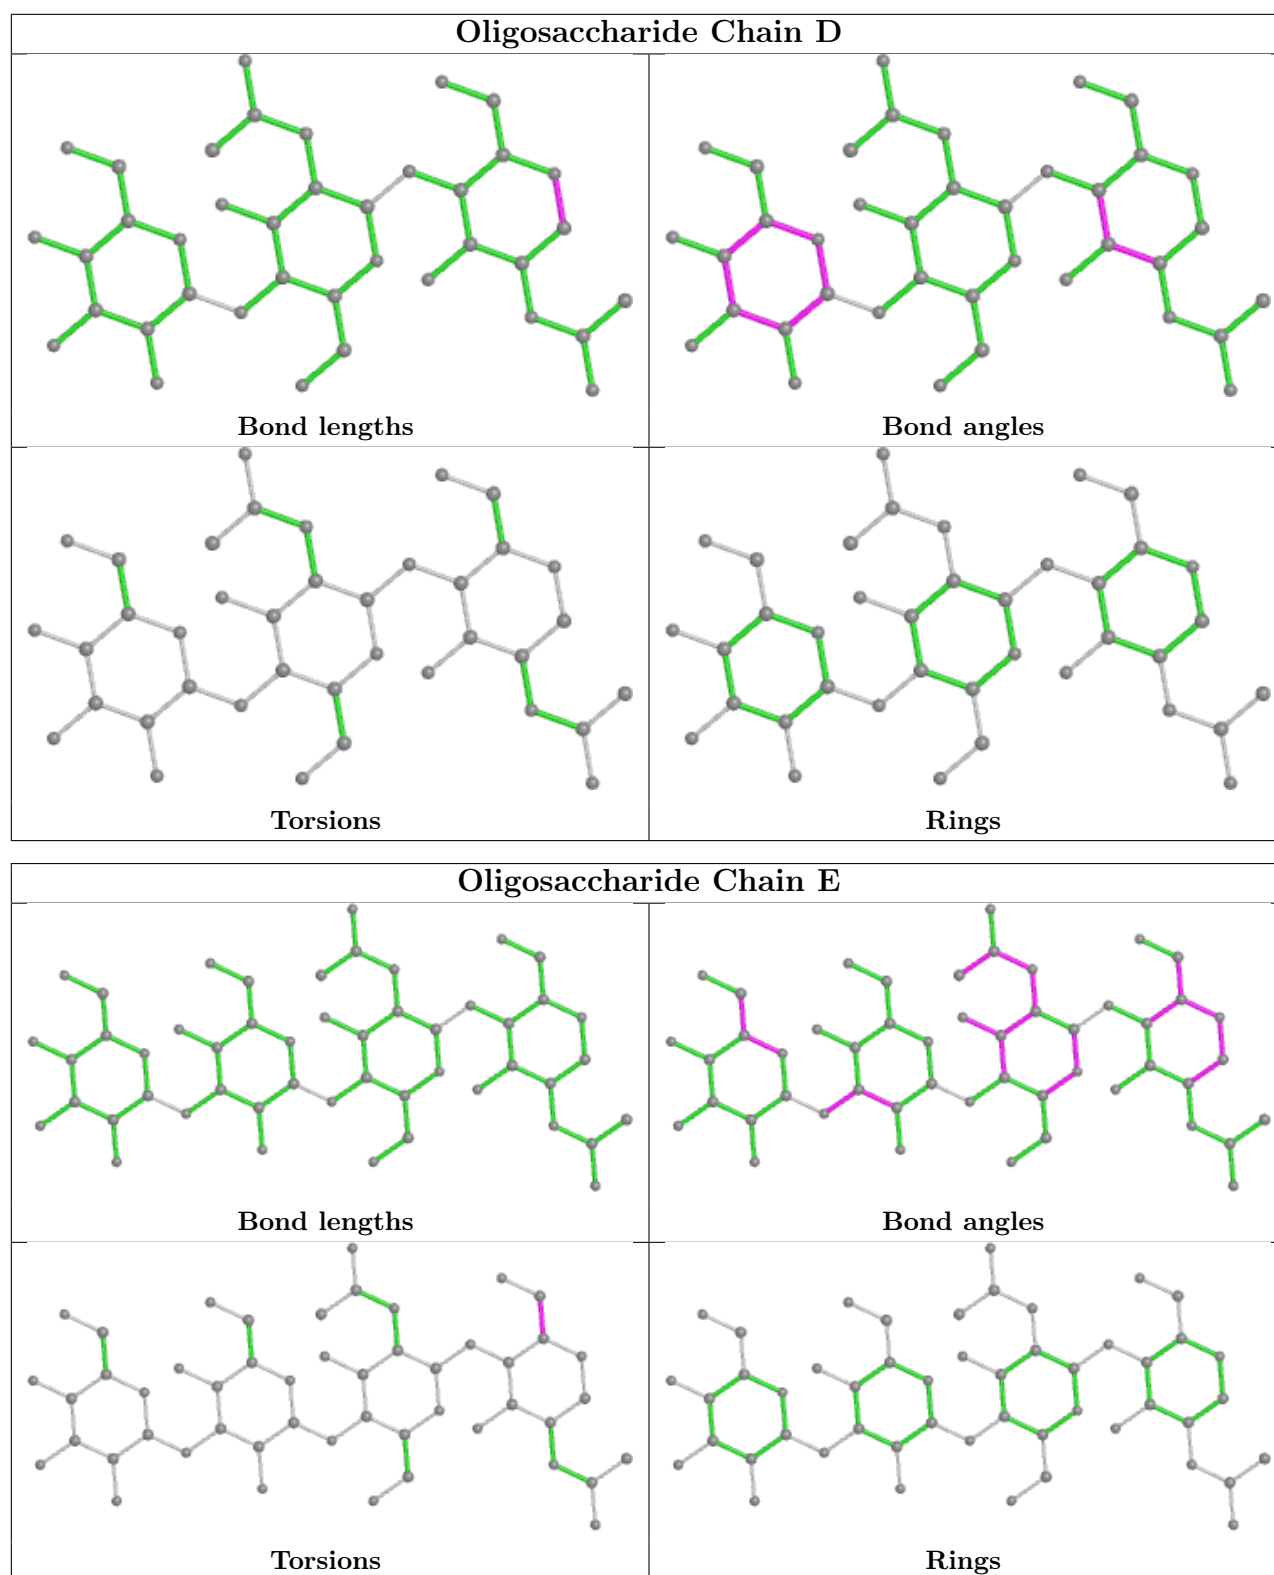 Oligosaccharide Chain D
Bond lengths
Bond angles
Torsions
Rings
Oligosaccharide Chain E
Bond lengths
Bond angles
Torsions
Rings